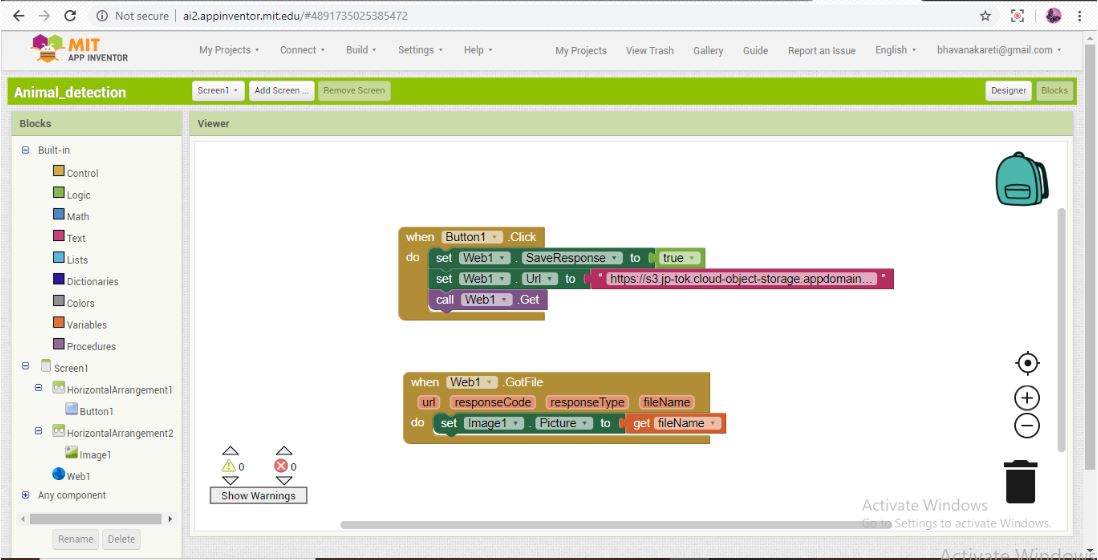 Not secure | ai2.appinventor.mit.edu/#4891735025385472
MIT
APP INVENTOR
My Projects Connect Build Settings Help My Projects View Trash Gallery Guide Report an Issue English bhavanakareti@gmail.com
Animal_detection Screen1 Add Screen ... Remove Screen Designer Blocks
Blocks Viewer
Built-in
Control
Logic
Math
Text
Lists
Dictionaries
Colors
Variables
Procedures
Screen1
HorizontalArrangement1
Button1
HorizontalArrangement2
Image1
Web1
Any component
Rename Delete
when Button1 .Click
do set Web1 . SaveResponse to true
set Web1 . Url to " https://s3.jp-tok.cloud-object-storage.appdomain... "
call Web1 .Get
when Web1 .GotFile
url responseCode responseType fileName
do set Image1 . Picture to get fileName
0 0
Show Warnings
Activate Windows
Go to Settings to activate Windows.
Activate Windows